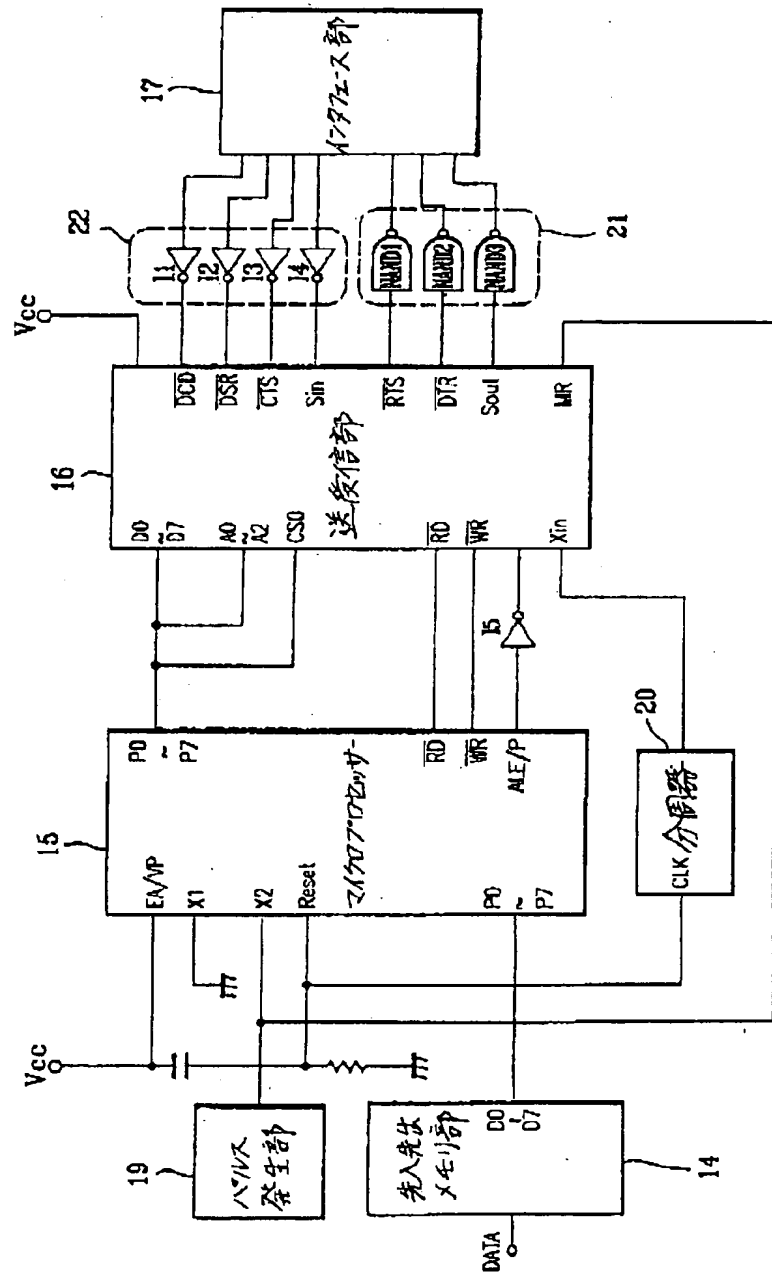 Vcc
19
パルス
発生部
先入先出
メモリ部
D0
~
D7
14
DATA
15
EA/VP
X1
X2
Reset
P0
~
P7
マイクロプロセッサー
P0
~
P7
RD
WR
ALE/P
I5
20
CLK 分周器
16
D0
~
D7
A0
~
A2
CS0
送受信部
RD
WR
Xin
Vcc
DCD
DSR
CTS
Sin
RTS
DTR
Soul
MR
22
I1
I2
I3
I4
NAND1
NAND2
NAND3
21
17
インタフェース部